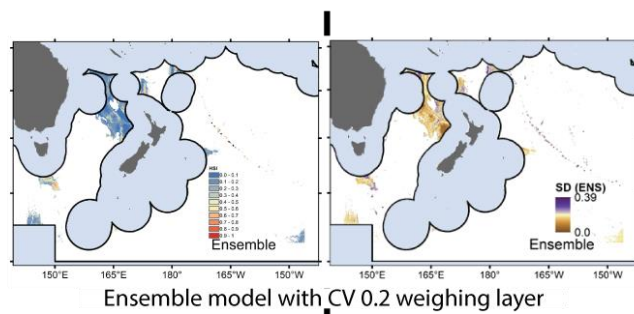 HSI
0.0 - 0.1
0.1 - 0.2
0.2 - 0.3
0.3 - 0.4
0.4 - 0.5
0.5 - 0.6
0.6 - 0.7
0.7 - 0.8
0.8 - 0.9
0.9 - 1
Ensemble
150°E 165°E 180° 165°W 150°W
SD (ENS)
0.39
0.0
Ensemble
150°E 165°E 180° 165°W 150°W
Ensemble model with CV 0.2 weighing layer